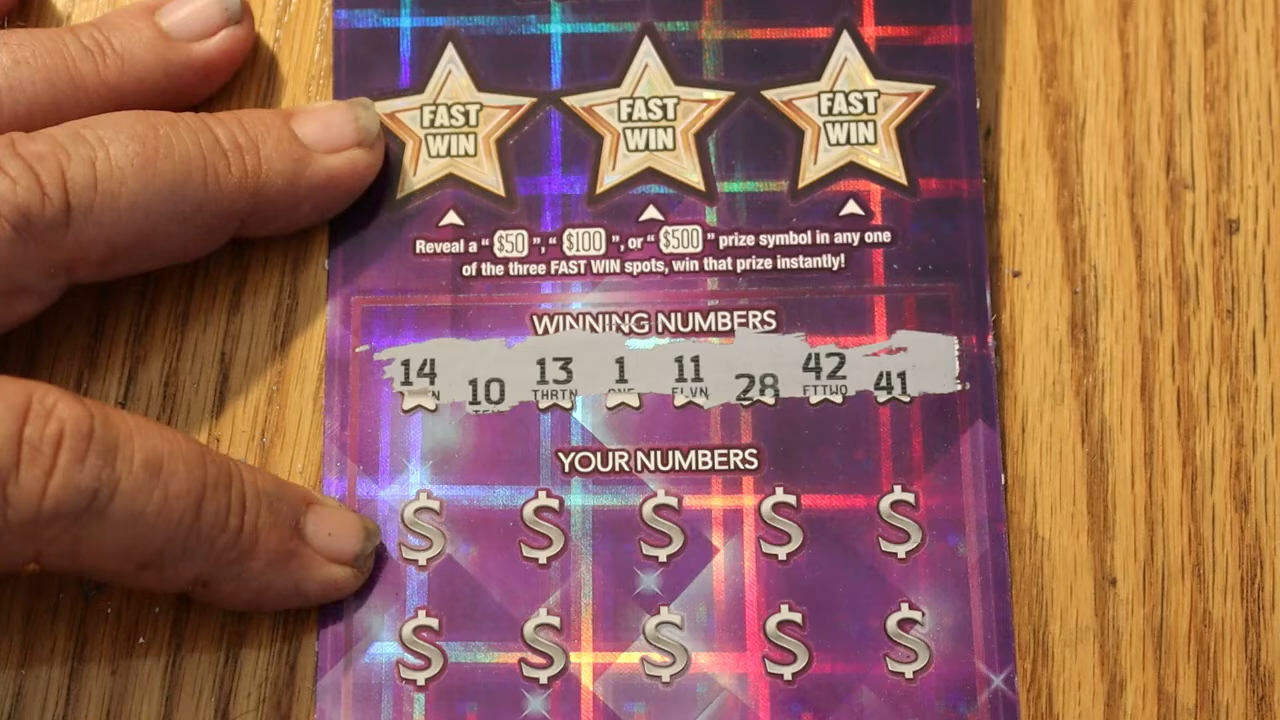 FAST WIN FAST WIN FAST WIN
Reveal a "$50", "$100", or "$500" prize symbol in any one
of the three FAST WIN spots, win that prize instantly!
WINNING NUMBERS
14 10 13 1 11 28 42 41
THRTN ONE ELVN FTTWO
YOUR NUMBERS
$ $ $ $ $
$ $ $ $ $